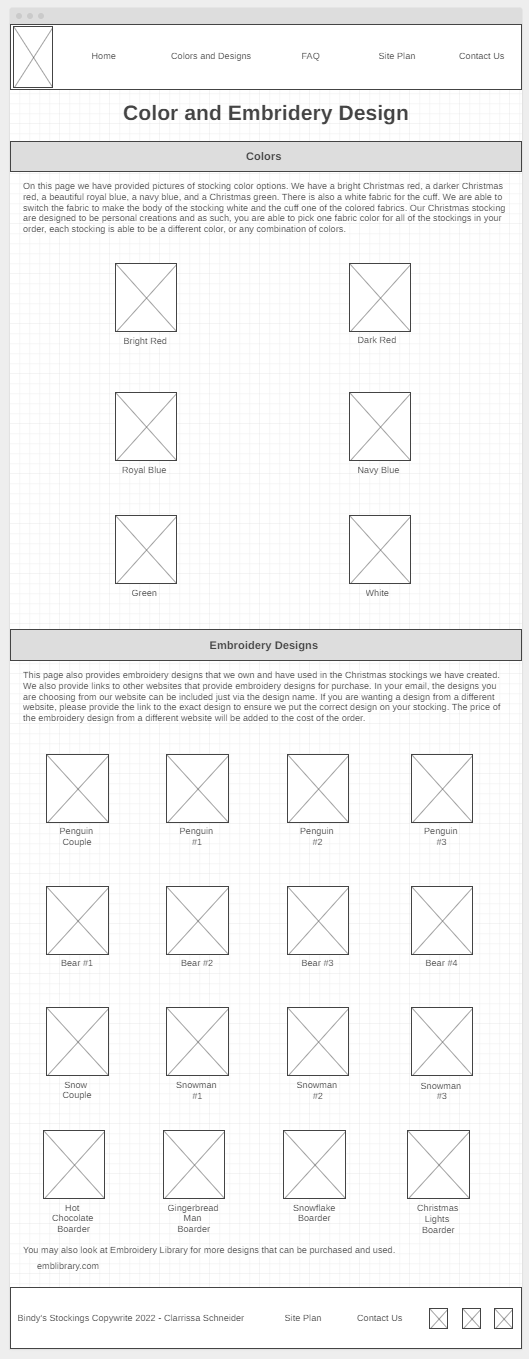 Home Colors and Designs FAQ Site Plan Contact Us
Color and Embridery Design
Colors
On this page we have provided pictures of stocking color options. We have a bright Christmas red, a darker Christmas
red, a beautiful royal blue, a navy blue, and a Christmas green. There is also a white fabric for the cuff. We are able to
switch the fabric to make the body of the stocking white and the cuff one of the colored fabrics. Our Christmas stocking
are designed to be personal creations and as such, you are able to pick one fabric color for all of the stockings in your
order, each stocking is able to be a different color, or any combination of colors.
Bright Red Dark Red
Royal Blue Navy Blue
Green White
Embroidery Designs
This page also provides embroidery designs that we own and have used in the Christmas stockings we have created.
We also provide links to other websites that provide embroidery designs for purchase. In your email, the designs you
are choosing from our website can be included just via the design name. If you are wanting a design from a different
website, please provide the link to the exact design to ensure we put the correct design on your stocking. The price of
the embroidery design from a different website will be added to the cost of the order.
Penguin Penguin Penguin Penguin
Couple #1 #2 #3
Bear #1 Bear #2 Bear #3 Bear #4
Snow Snowman Snowman Snowman
Couple #1 #2 #3
Hot Gingerbread Snowflake Christmas
Chocolate Man Boarder Lights
Boarder Boarder Boarder
You may also look at Embroidery Library for more designs that can be purchased and used.
emblibrary.com
Bindy's Stockings Copywrite 2022 - Clarrissa Schneider Site Plan Contact Us